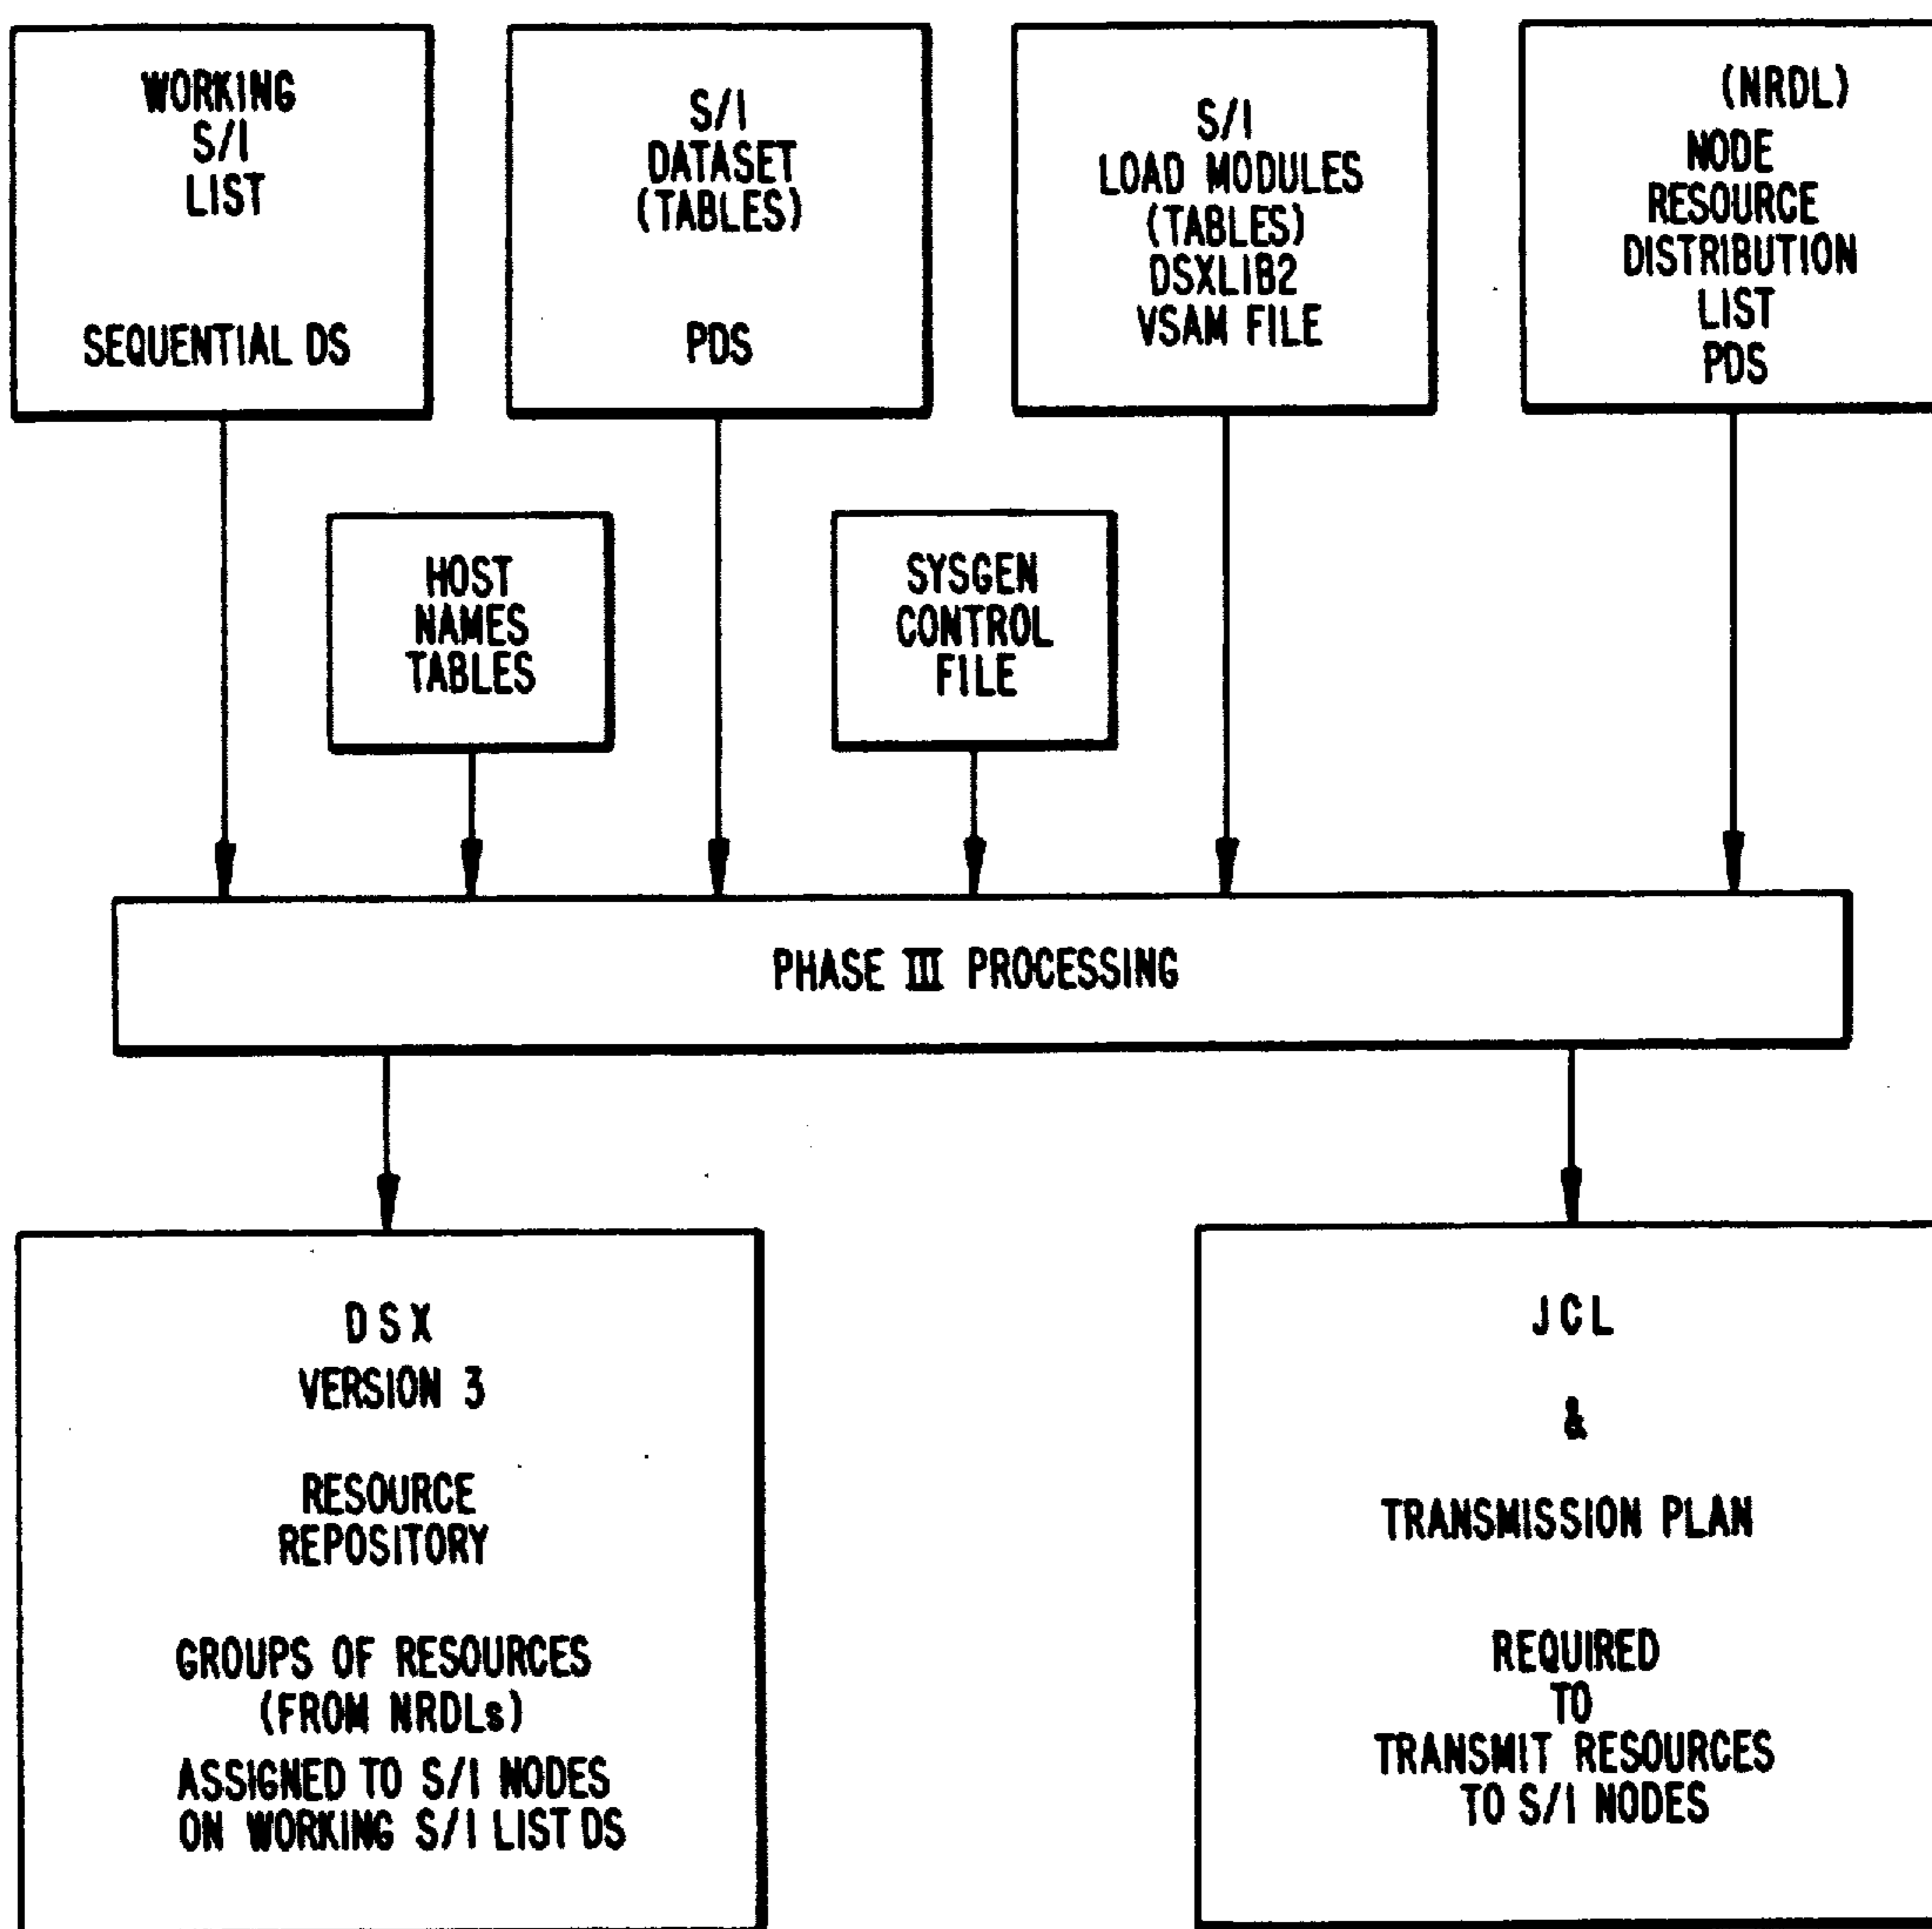 WORKING
S/I
LIST
SEQUENTIAL DS
S/I
DATASET
(TABLES)
PDS
S/I
LOAD MODULES
(TABLES)
DSXLIB2
VSAM FILE
(NRDL)
NODE
RESOURCE
DISTRIBUTION
LIST
PDS
HOST
NAMES
TABLES
SYSGEN
CONTROL
FILE
PHASE III PROCESSING
DSX
VERSION 3
RESOURCE
REPOSITORY
GROUPS OF RESOURCES
(FROM NRDLs)
ASSIGNED TO S/I NODES
ON WORKING S/I LIST DS
JCL
&
TRANSMISSION PLAN
REQUIRED
TO
TRANSMIT RESOURCES
TO S/I NODES